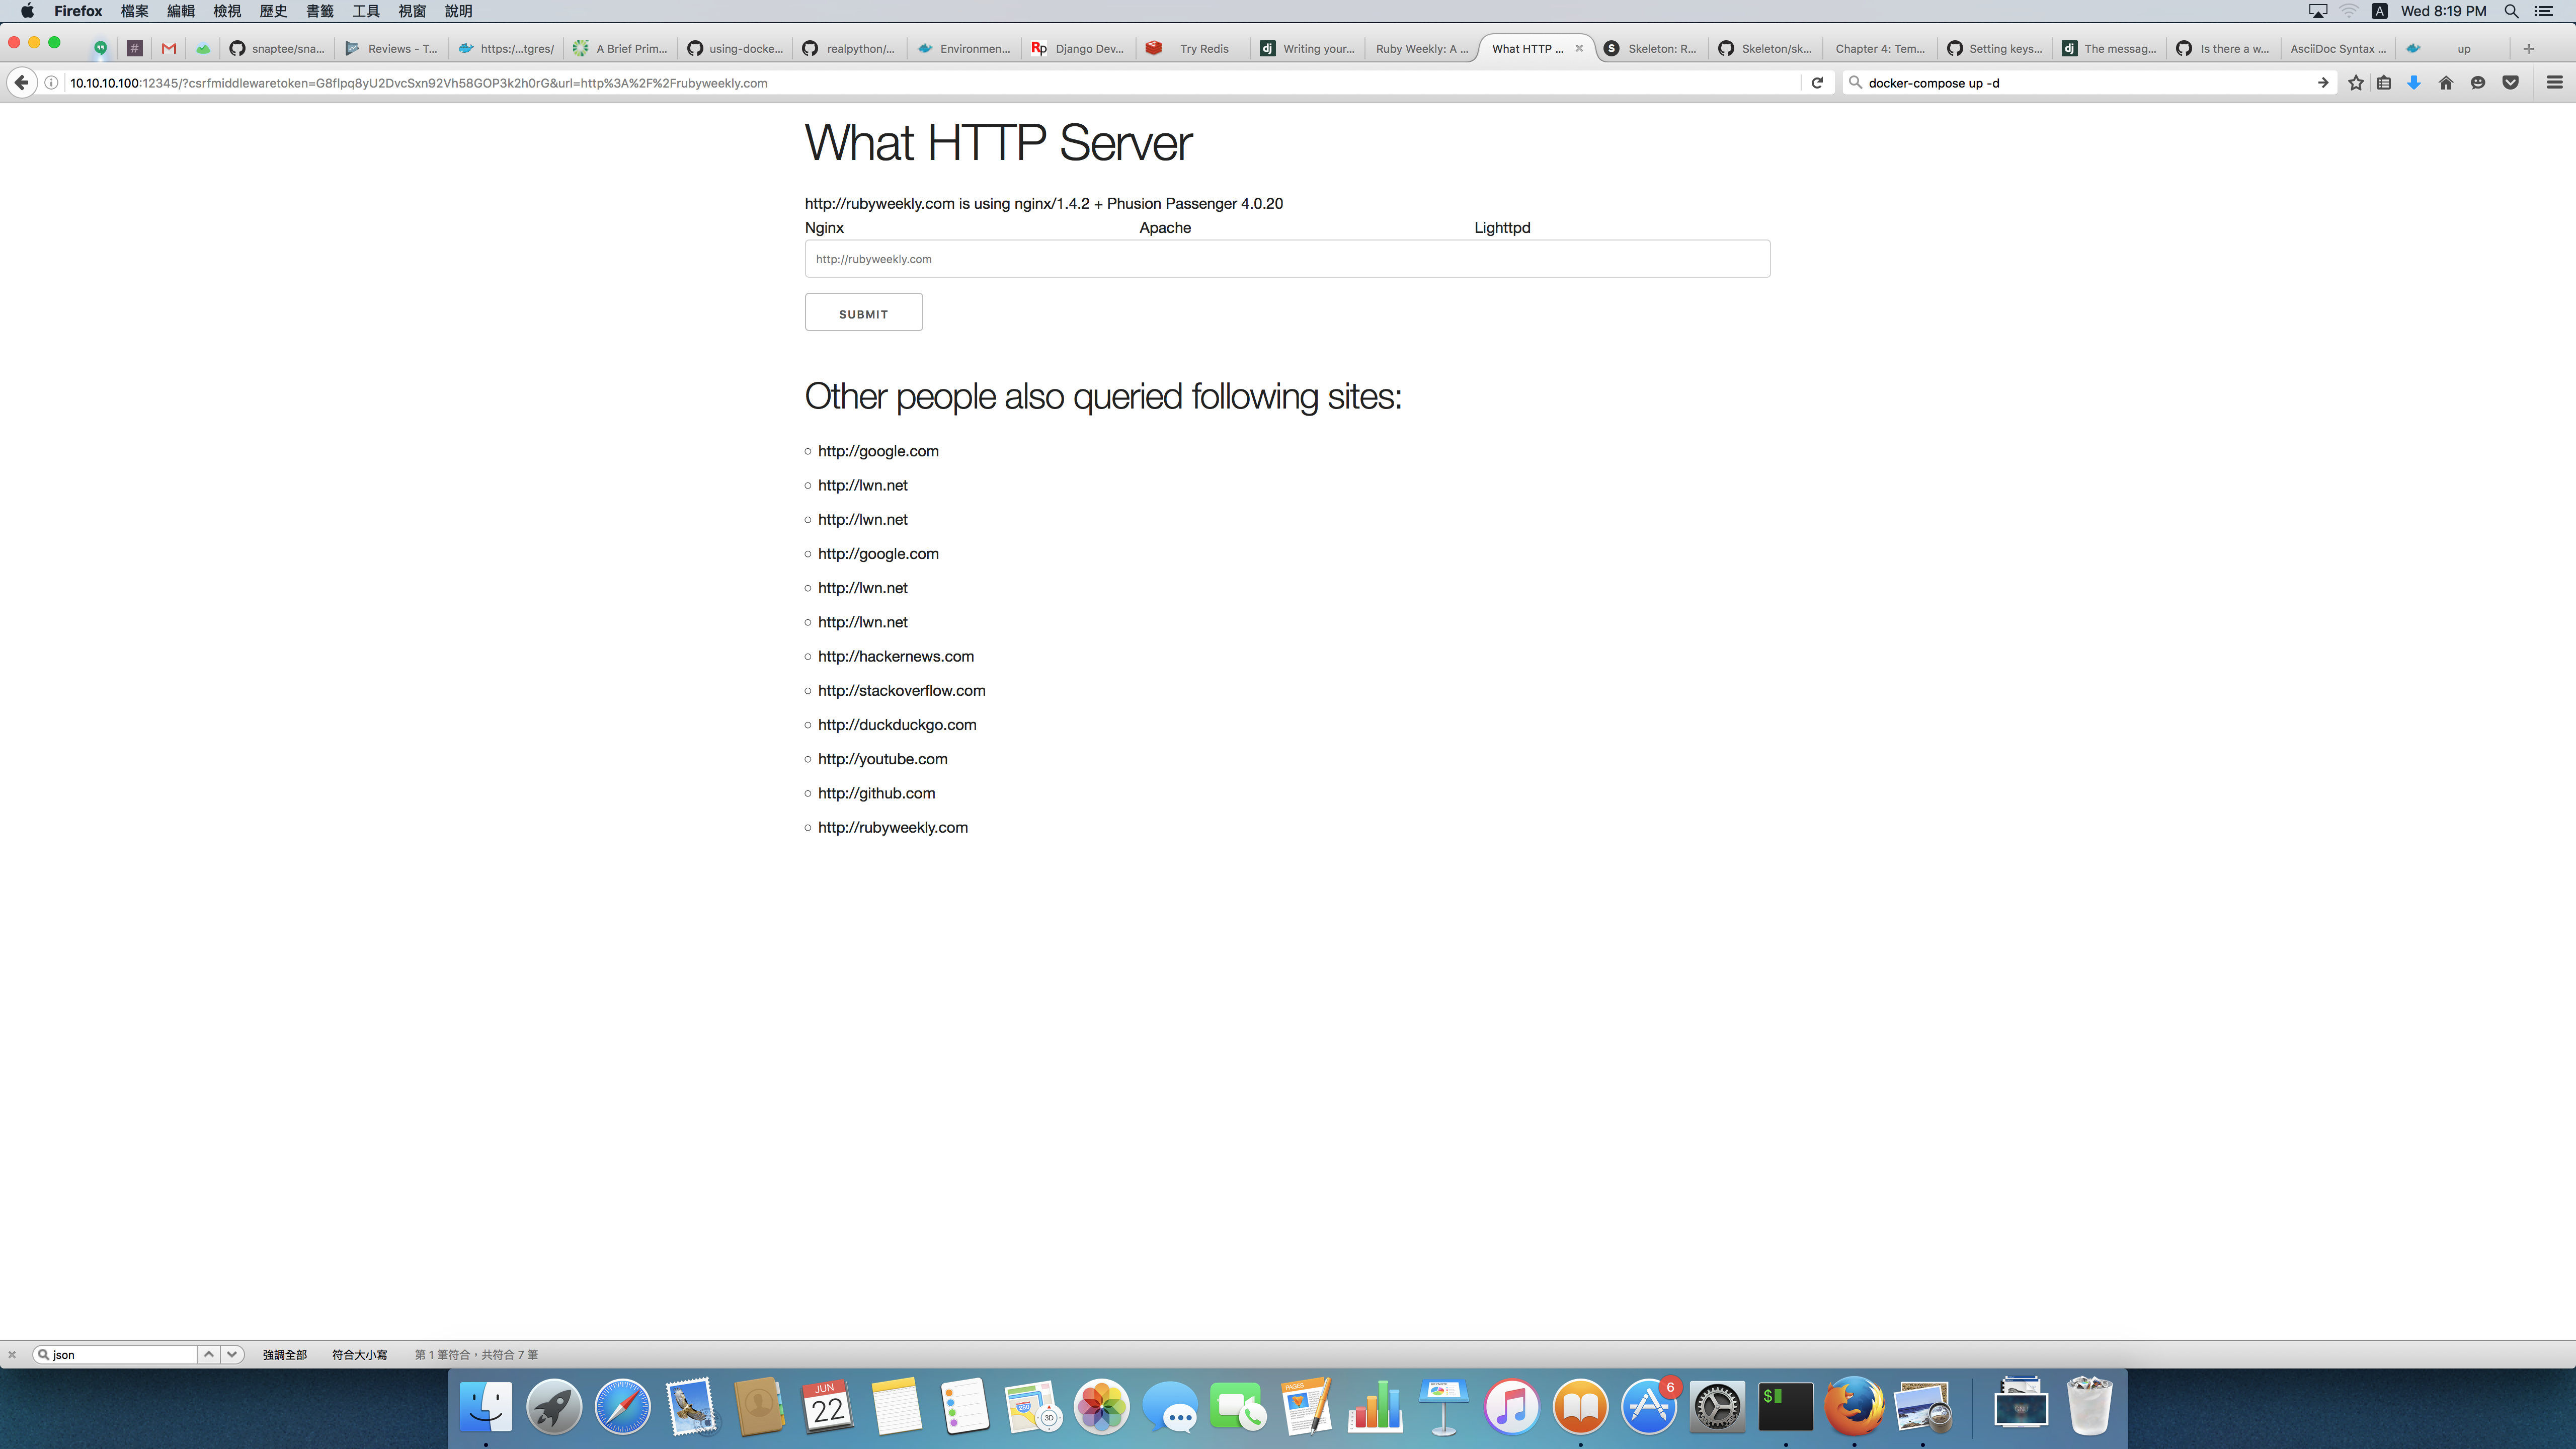 Firefox 檔案 編輯 檢視 歷史 書籤 工具 視窗 說明 A Wed 8:19 PM
# snaptee/sna... Reviews - T... https:/...tgres/ A Brief Prim... using-docke... realpython/... Environmen... Rp Django Dev... Try Redis dj Writing your... Ruby Weekly: A ... What HTTP ... S Skeleton: R... Skeleton/sk... Chapter 4: Tem... Setting keys... dj The messag... Is there a w... AsciiDoc Syntax ... up
10.10.10.100:12345/?csrfmiddlewaretoken=G8flpq8yU2DvcSxn92Vh58GOP3k2h0rG&url=http%3A%2F%2Frubyweekly.com docker-compose up -d
What HTTP Server
http://rubyweekly.com is using nginx/1.4.2 + Phusion Passenger 4.0.20
Nginx Apache Lighttpd
http://rubyweekly.com
SUBMIT
Other people also queried following sites:
http://google.com
http://lwn.net
http://lwn.net
http://google.com
http://lwn.net
http://lwn.net
http://hackernews.com
http://stackoverflow.com
http://duckduckgo.com
http://youtube.com
http://github.com
http://rubyweekly.com
json 強調全部 符合大小寫 第 1 筆符合，共符合 7 筆
JUN
22
280
3D
PAGES
6
$